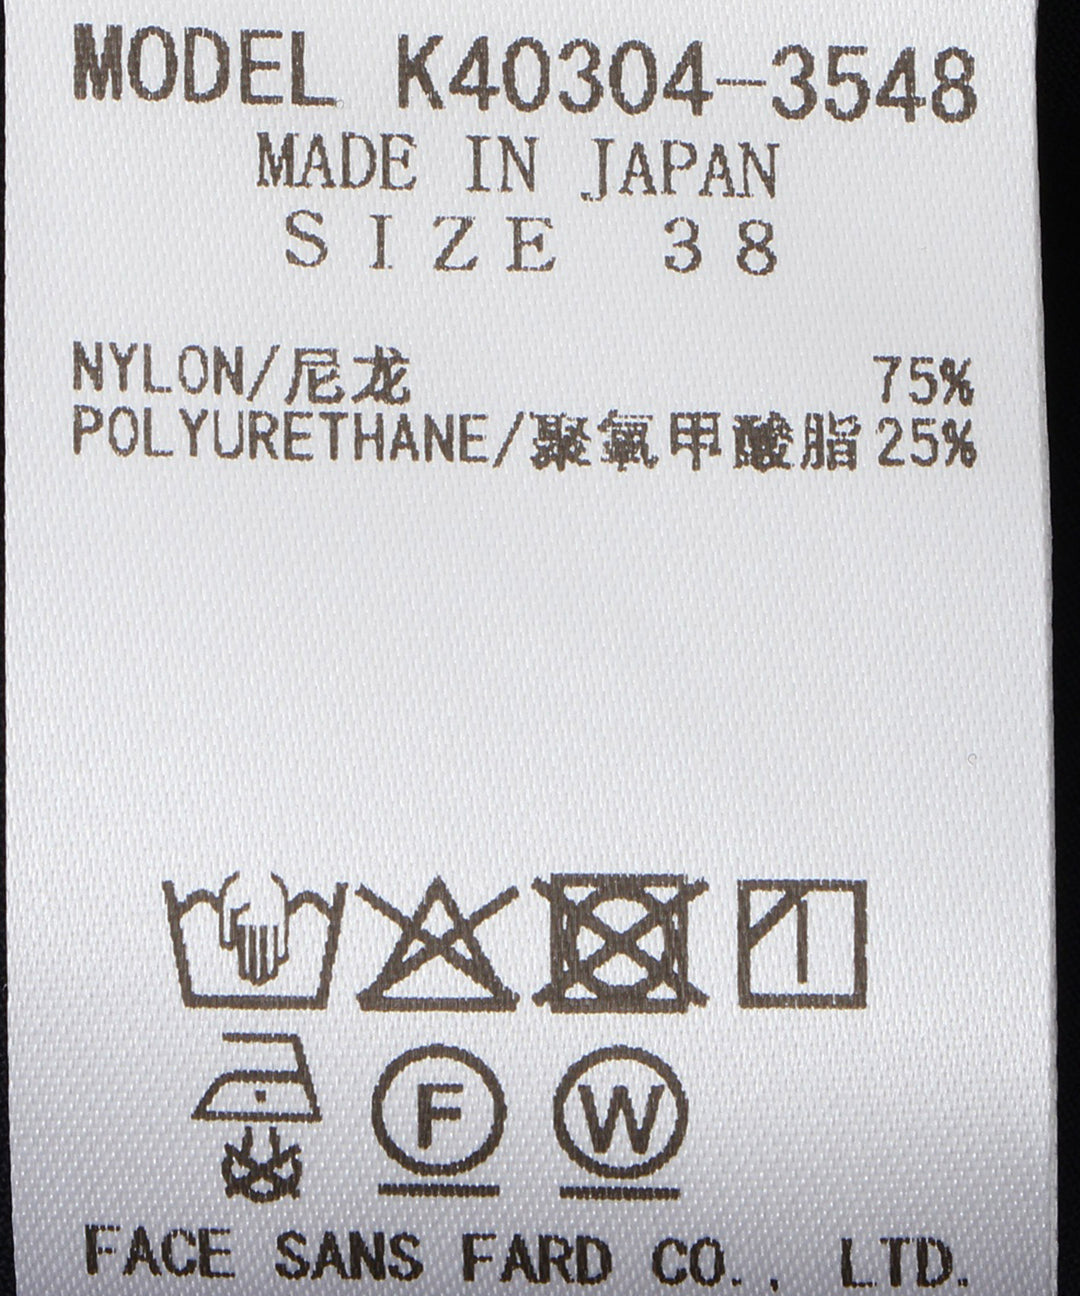 MODEL K40304-3548
MADE IN JAPAN
SIZE 38
NYLON/尼龙 75%
POLYURETHANE/聚氧甲酸脂 25%
F W
FACE SANS FARD CO., LTD.